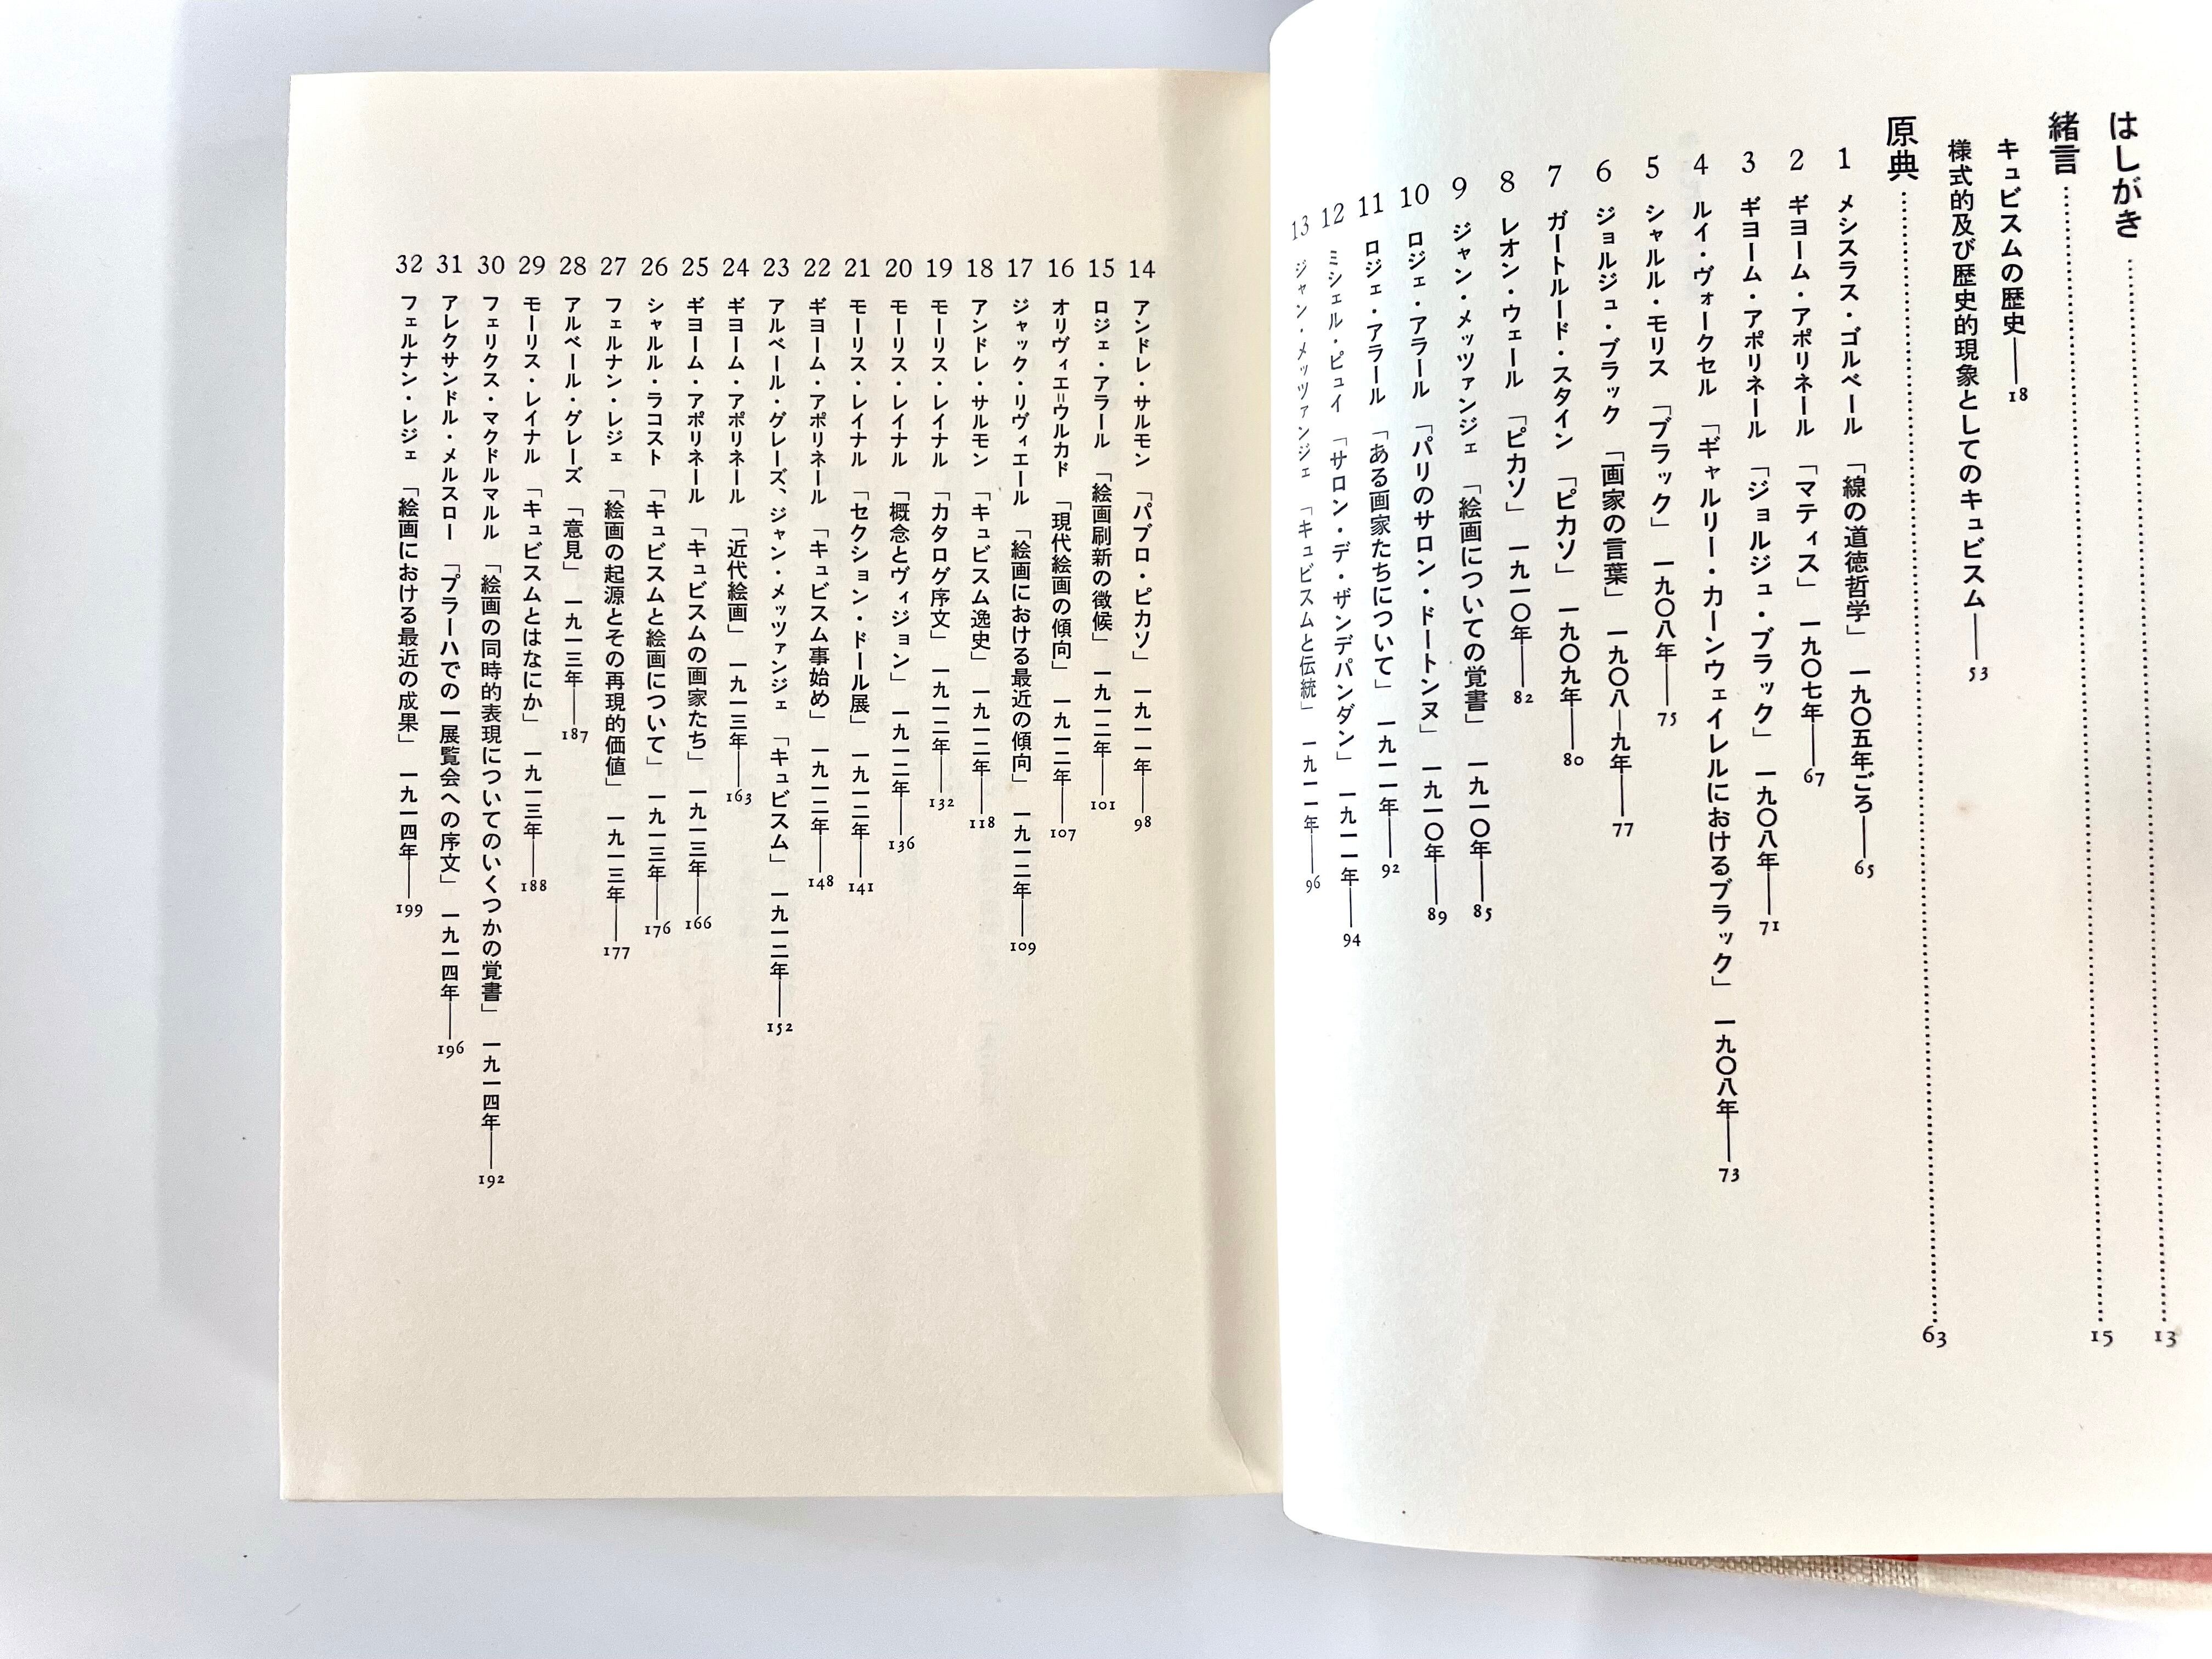 はしがき……13
緒言……15
キュビスムの歴史——18
様式的及び歴史的現象としてのキュビスム——53
原典……63
1 メシスラス・ゴルベール 「線の道徳哲学」 一九〇五年ごろ——65
2 ギヨーム・アポリネール 「マティス」 一九〇七年——67
3 ギヨーム・アポリネール 「ジョルジュ・ブラック」 一九〇八年——71
4 ルイ・ヴォークセル 「ギャルリー・カーンウェイレルにおけるブラック」 一九〇八年——73
5 シャルル・モリス 「ブラック」 一九〇八年——75
6 ジョルジュ・ブラック 「画家の言葉」 一九〇八—九年——77
7 ガートルード・スタイン 「ピカソ」 一九〇九年——80
8 レオン・ウェール 「ピカソ」 一九一〇年——82
9 ジャン・メッツァンジェ 「絵画についての覚書」 一九一〇年——85
10 ロジェ・アラール 「パリのサロン・ドートンヌ」 一九一〇年——89
11 ロジェ・アラール 「ある画家たちについて」 一九一一年——92
12 ミシェル・ピュイ 「サロン・デ・ザンデパンダン」 一九一一年——94
13 ジャン・メッツァンジェ 「キュビスムと伝統」 一九一一年——96
14 アンドレ・サルモン 「パブロ・ピカソ」 一九一一年——98
15 ロジェ・アラール 「絵画刷新の徴候」 一九一二年——101
16 オリヴィエ=ウルカド 「現代絵画の傾向」 一九一二年——107
17 ジャック・リヴィエール 「絵画における最近の傾向」 一九一二年——109
18 アンドレ・サルモン 「キュビスム逸史」 一九一二年——118
19 モーリス・レイナル 「カタログ序文」 一九一二年——132
20 モーリス・レイナル 「概念とヴィジョン」 一九一二年——136
21 モーリス・レイナル 「セクション・ドール展」 一九一二年——141
22 ギヨーム・アポリネール 「キュビスム事始め」 一九一二年——148
23 アルベール・グレーズ、ジャン・メッツァンジェ 「キュビスム」 一九一二年——152
24 ギヨーム・アポリネール 「近代絵画」 一九一三年——163
25 ギヨーム・アポリネール 「キュビスムの画家たち」 一九一三年——166
26 シャルル・ラコスト 「キュビスムと絵画について」 一九一三年——176
27 フェルナン・レジェ 「絵画の起源とその再現的価値」 一九一三年——177
28 アルベール・グレーズ 「意見」 一九一三年——187
29 モーリス・レイナル 「キュビスムとはなにか」 一九一三年——188
30 フェリクス・マクドルマルル 「絵画の同時的表現についてのいくつかの覚書」 一九一四年——192
31 アレクサンドル・メルスロー 「プラーハでの一展覧会への序文」 一九一四年——196
32 フェルナン・レジェ 「絵画における最近の成果」 一九一四年——199